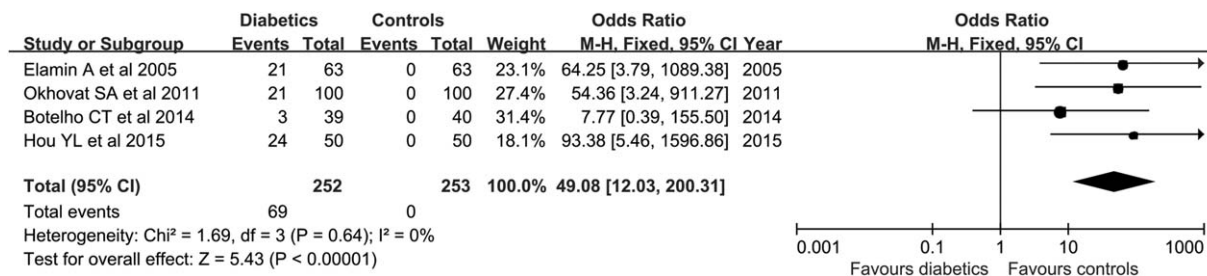 Diabetics Controls Odds Ratio Odds Ratio
Study or Subgroup Events Total Events Total Weight M-H, Fixed, 95% CI Year M-H, Fixed, 95% CI
Elamin A et al 2005 21 63 0 63 23.1% 64.25 [3.79, 1089.38] 2005
Okhovat SA et al 2011 21 100 0 100 27.4% 54.36 [3.24, 911.27] 2011
Botelho CT et al 2014 3 39 0 40 31.4% 7.77 [0.39, 155.50] 2014
Hou YL et al 2015 24 50 0 50 18.1% 93.38 [5.46, 1596.86] 2015
Total (95% CI) 252 253 100.0% 49.08 [12.03, 200.31]
Total events 69 0
Heterogeneity: Chi² = 1.69, df = 3 (P = 0.64); I² = 0%
Test for overall effect: Z = 5.43 (P < 0.00001)
0.001 0.1 1 10 1000
Favours diabetics Favours controls